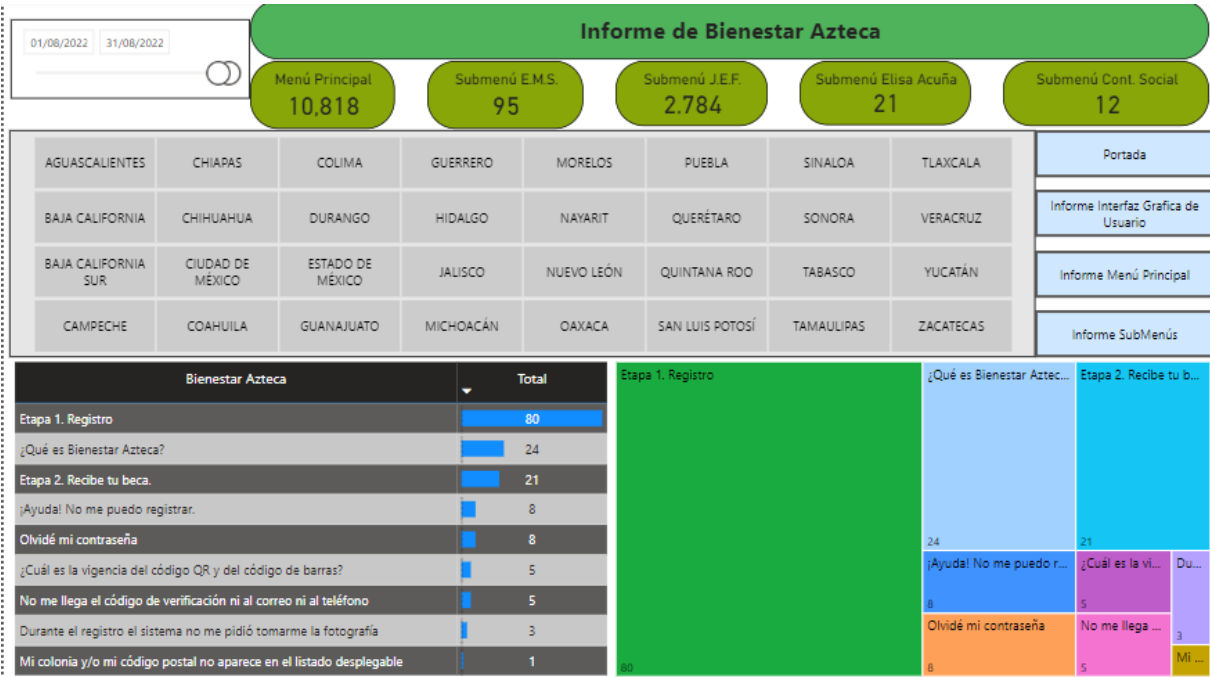 Informe de Bienestar Azteca
01/08/2022 31/08/2022
Menú Principal
10,818
Submenú E.M.S.
95
Submenú J.E.F.
2.784
Submenú Elisa Acuña
21
Submenú Cont. Social
12
AGUASCALIENTES CHIAPAS COLIMA GUERRERO MORELOS PUEBLA SINALOA TLAXCALA
BAJA CALIFORNIA CHIHUAHUA DURANGO HIDALGO NAYARIT QUERÉTARO SONORA VERACRUZ
BAJA CALIFORNIA SUR CIUDAD DE MÉXICO ESTADO DE MÉXICO JALISCO NUEVO LEÓN QUINTANA ROO TABASCO YUCATÁN
CAMPECHE COAHUILA GUANAJUATO MICHOACÁN OAXACA SAN LUIS POTOSÍ TAMAULIPAS ZACATECAS
Portada
Informe Interfaz Grafica de
Usuario
Informe Menú Principal
Informe SubMenús
Bienestar Azteca Total
Etapa 1. Registro 80
¿Qué es Bienestar Azteca? 24
Etapa 2. Recibe tu beca. 21
¡Ayuda! No me puedo registrar. 8
Olvidé mi contraseña 8
¿Cuál es la vigencia del código QR y del código de barras? 5
No me llega el código de verificación ni al correo ni al teléfono 5
Durante el registro el sistema no me pidió tomarme la fotografía 3
Mi colonia y/o mi código postal no aparece en el listado desplegable 1
Etapa 1. Registro
80
¿Qué es Bienestar Aztec...
24
Etapa 2. Recibe tu b...
21
¡Ayuda! No me puedo r...
8
¿Cuál es la vi...
5
Du...
3
Olvidé mi contraseña
8
No me llega ...
5
Mi ...